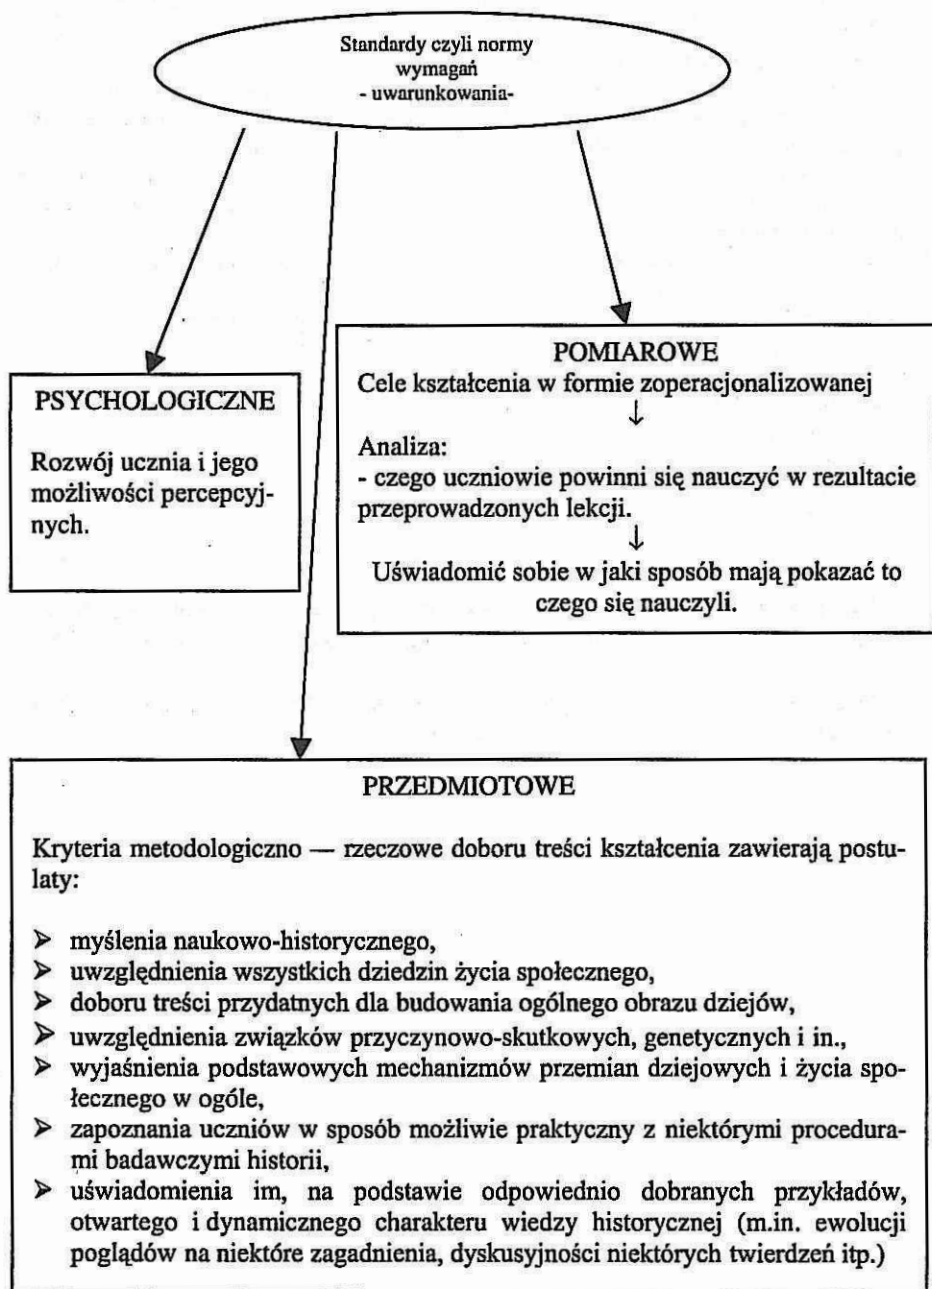 Standardy czyli normy
wymagań
- uwarunkowania-
PSYCHOLOGICZNE
Rozwój ucznia i jego
możliwości percepcyj-
nych.
POMIAROWE
Cele kształcenia w formie zoperacjonalizowanej
↓
Analiza:
- czego uczniowie powinni się nauczyć w rezultacie
przeprowadzonych lekcji.
↓
Uświadomić sobie w jaki sposób mają pokazać to
czego się nauczyli.
PRZEDMIOTOWE
Kryteria metodologiczno — rzeczowe doboru treści kształcenia zawierają postu-
laty:
➢ myślenia naukowo-historycznego,
➢ uwzględnienia wszystkich dziedzin życia społecznego,
➢ doboru treści przydatnych dla budowania ogólnego obrazu dziejów,
➢ uwzględnienia związków przyczynowo-skutkowych, genetycznych i in.,
➢ wyjaśnienia podstawowych mechanizmów przemian dziejowych i życia spo-
łecznego w ogóle,
➢ zapoznania uczniów w sposób możliwie praktyczny z niektórymi procedura-
mi badawczymi historii,
➢ uświadomienia im, na podstawie odpowiednio dobranych przykładów,
otwartego i dynamicznego charakteru wiedzy historycznej (m.in. ewolucji
poglądów na niektóre zagadnienia, dyskusyjności niektórych twierdzeń itp.)